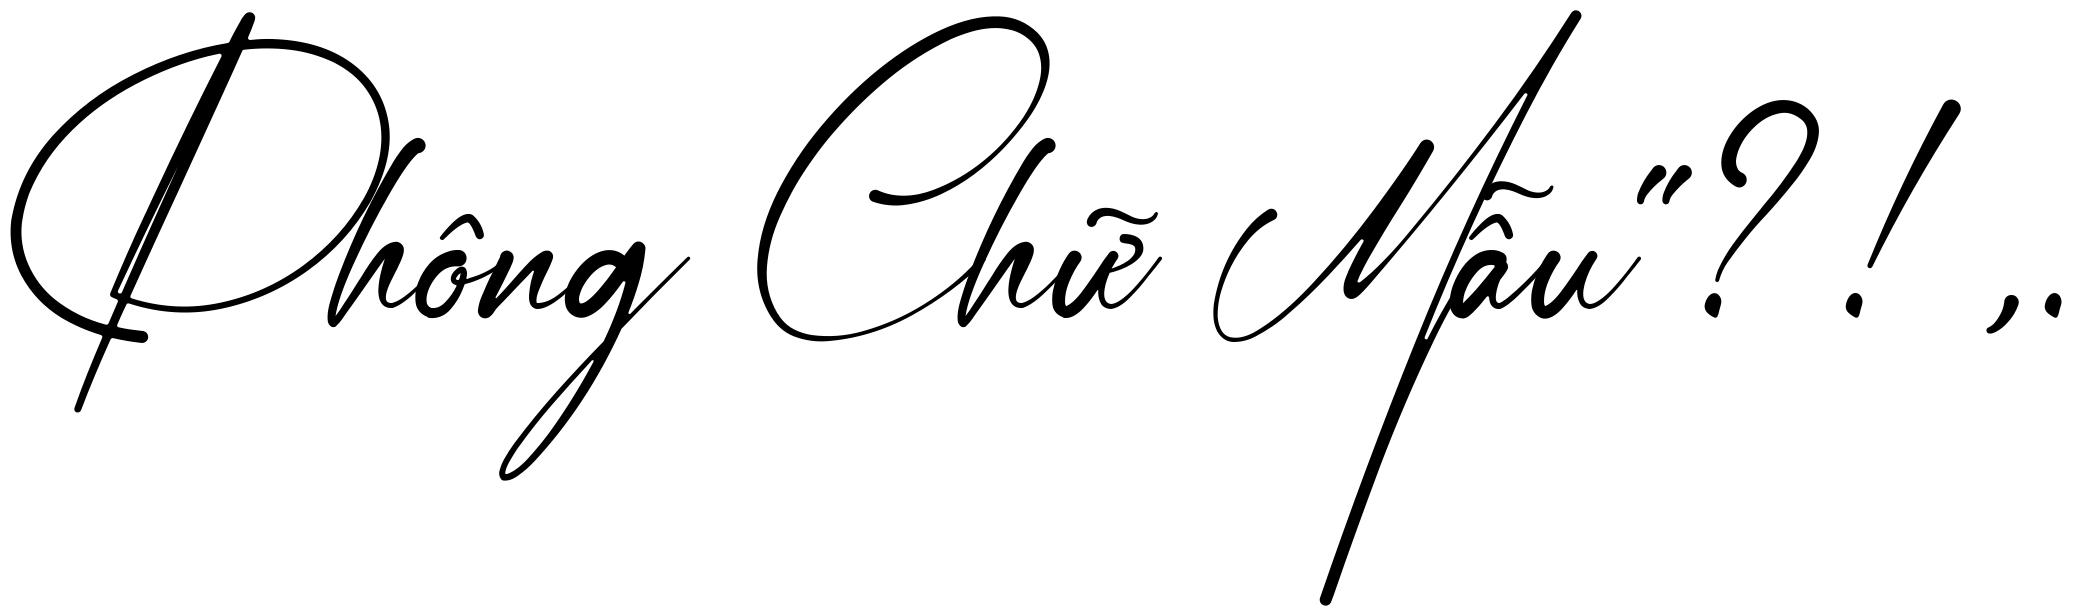 Phông Chữ Mẫu“? ! ,.